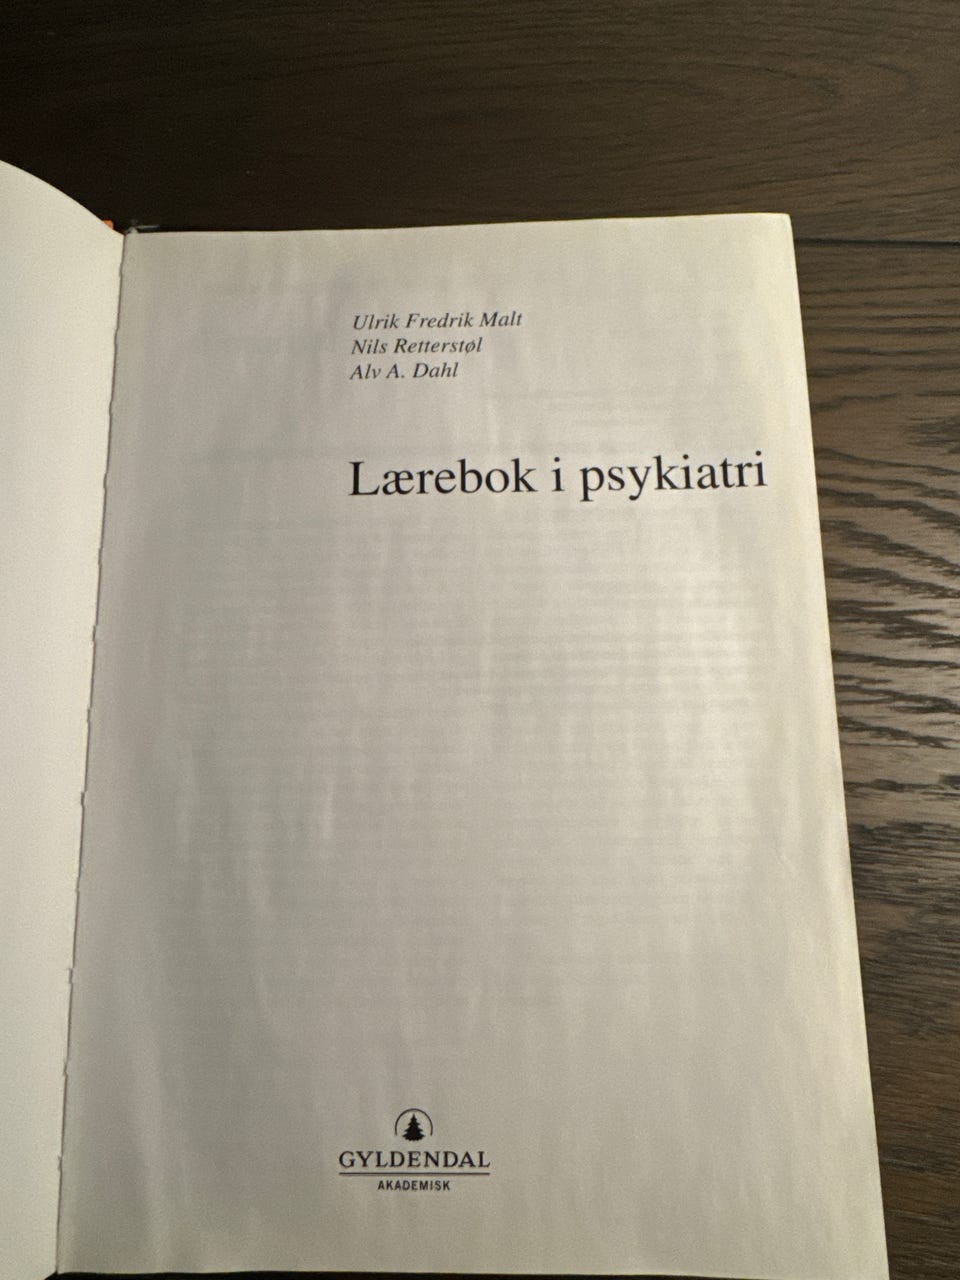 Ulrik Fredrik Malt
Nils Retterstøl
Alv A. Dahl
Lærebok i psykiatri
GYLDENDAL
AKADEMISK